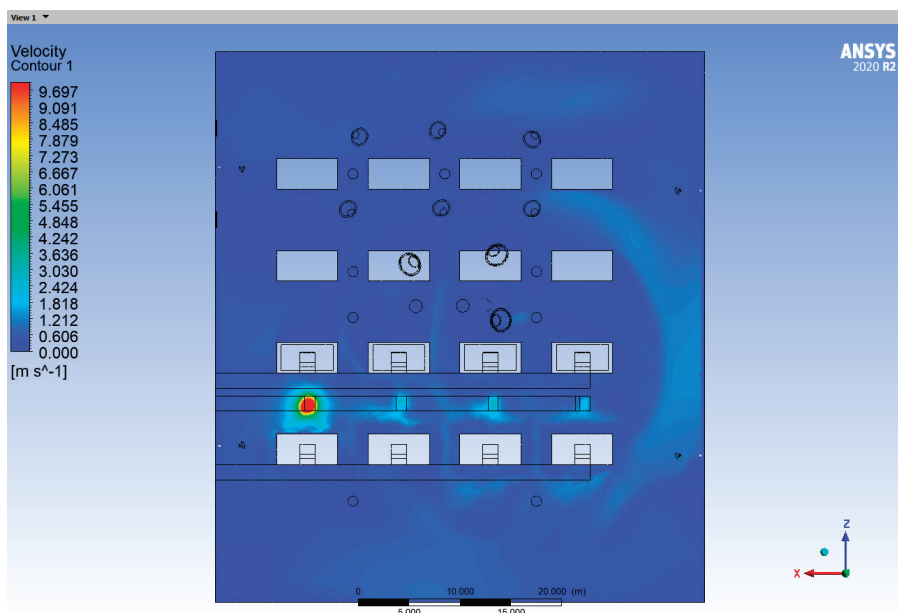 View 1
Velocity
Contour 1
9.697
9.091
8.485
7.879
7.273
6.667
6.061
5.455
4.848
4.242
3.636
3.030
2.424
1.818
1.212
0.606
0.000
[m s^-1]
ANSYS
2020 R2
Z
X
0 10.000 20.000 (m)
5.000 15.000